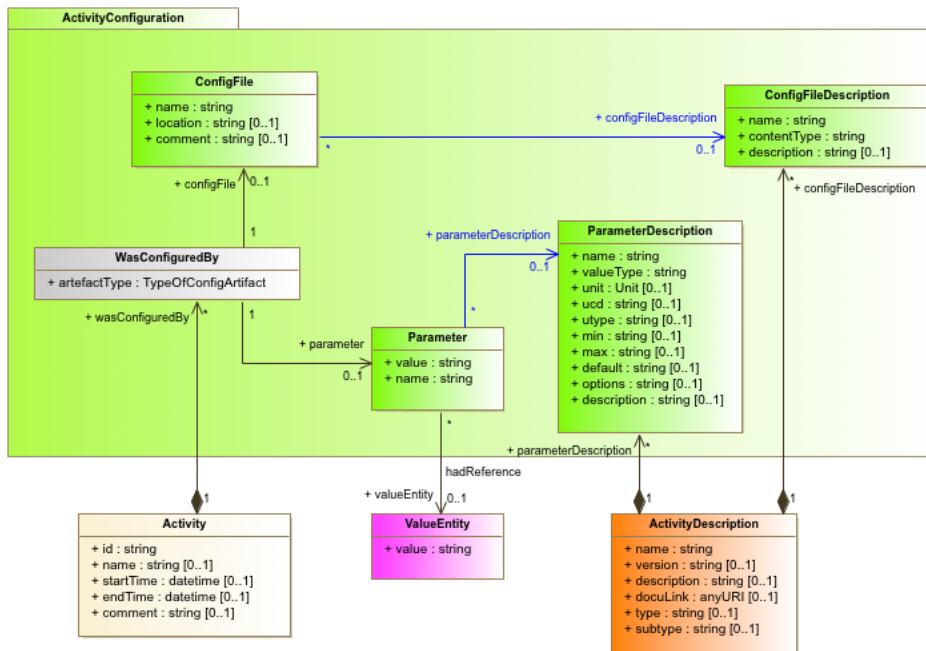 ActivityConfiguration
ConfigFile
+ name : string
+ location : string [0..1]
+ comment : string [0..1]
+ configFileDescription
*
0..1
ConfigFileDescription
+ name : string
+ contentType : string
+ description : string [0..1]
+ configFile
0..1
*
+ configFileDescription
1
WasConfiguredBy
+ artefactType : TypeOfConfigArtifact
+ parameterDescription
0..1
*
ParameterDescription
+ name : string
+ valueType : string
+ unit : Unit [0..1]
+ ucd : string [0..1]
+ utype : string [0..1]
+ min : string [0..1]
+ max : string [0..1]
+ default : string [0..1]
+ options : string [0..1]
+ description : string [0..1]
+ wasConfiguredBy
*
1
+ parameter
0..1
Parameter
+ value : string
+ name : string
*
hadReference
+ valueEntity
0..1
+ parameterDescription
*
1
1
1
Activity
+ id : string
+ name : string [0..1]
+ startTime : datetime [0..1]
+ endTime : datetime [0..1]
+ comment : string [0..1]
ValueEntity
+ value : string
ActivityDescription
+ name : string
+ version : string [0..1]
+ description : string [0..1]
+ docuLink : anyURI [0..1]
+ type : string [0..1]
+ subtype : string [0..1]